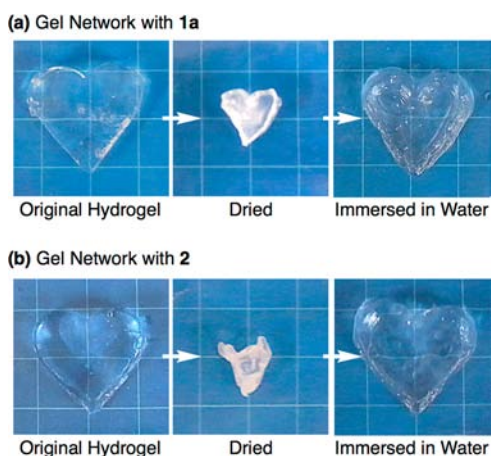 (a) Gel Network with 1a
Original Hydrogel Dried Immersed in Water
(b) Gel Network with 2
Original Hydrogel Dried Immersed in Water